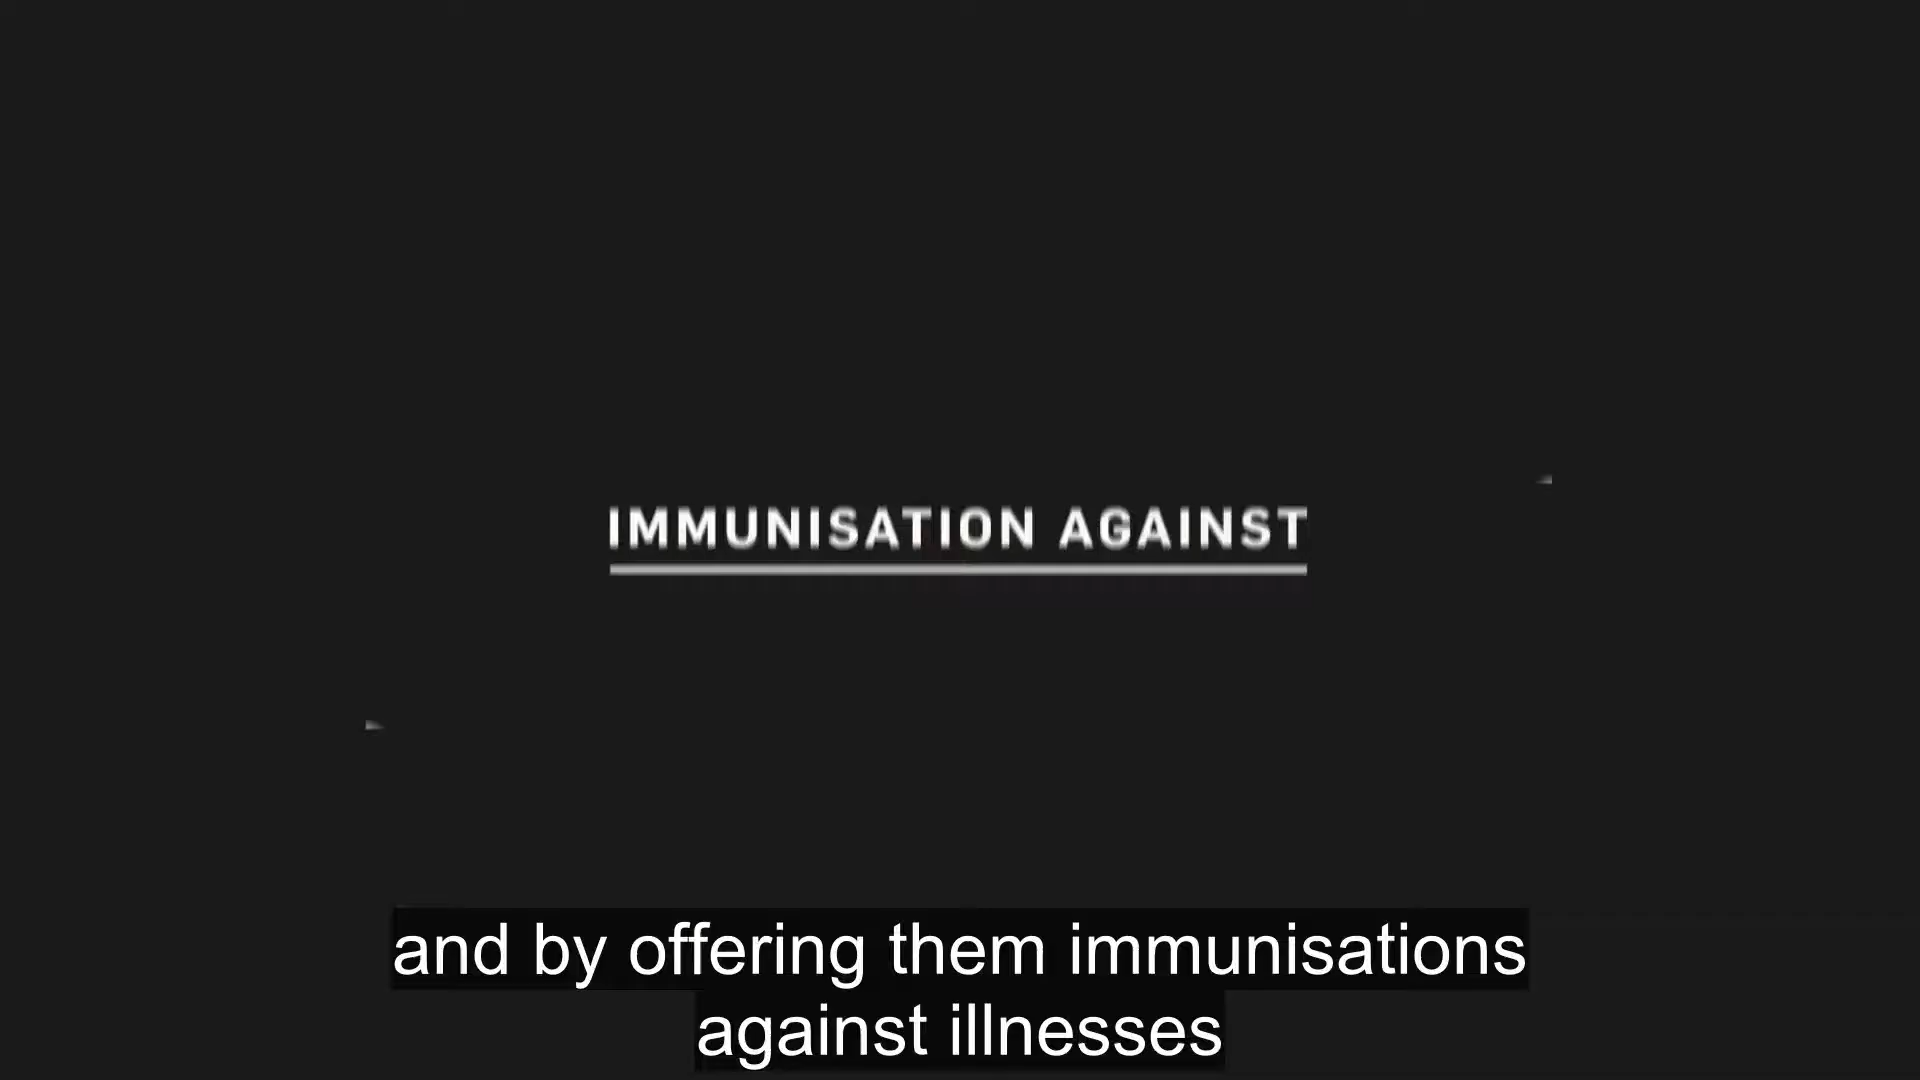 IMMUNISATION AGAINST
and by offering them immunisations
against illnesses